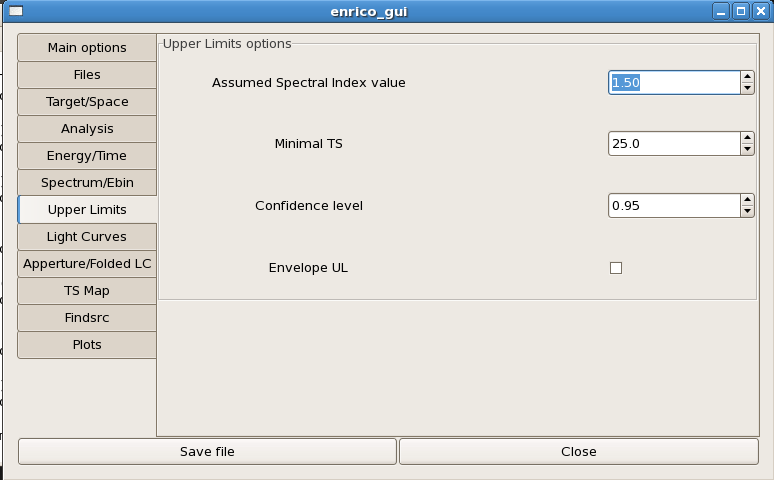 enrico_gui
Main options
Files
Target/Space
Analysis
Energy/Time
Spectrum/Ebin
Upper Limits
Light Curves
Apperture/Folded LC
TS Map
Findsrc
Plots
Upper Limits options
Assumed Spectral Index value 1.50
Minimal TS 25.0
Confidence level 0.95
Envelope UL
Save file Close